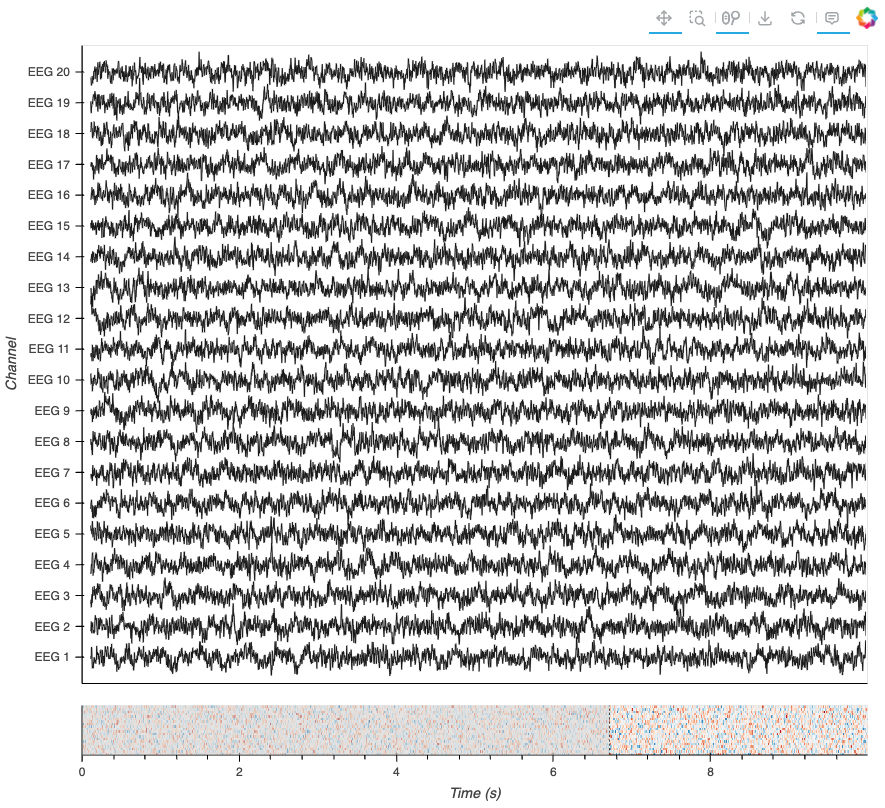 EEG 20
EEG 19
EEG 18
EEG 17
EEG 16
EEG 15
EEG 14
EEG 13
EEG 12
EEG 11
EEG 10
EEG 9
EEG 8
EEG 7
EEG 6
EEG 5
EEG 4
EEG 3
EEG 2
EEG 1
Channel
0 2 4 6 8
Time (s)